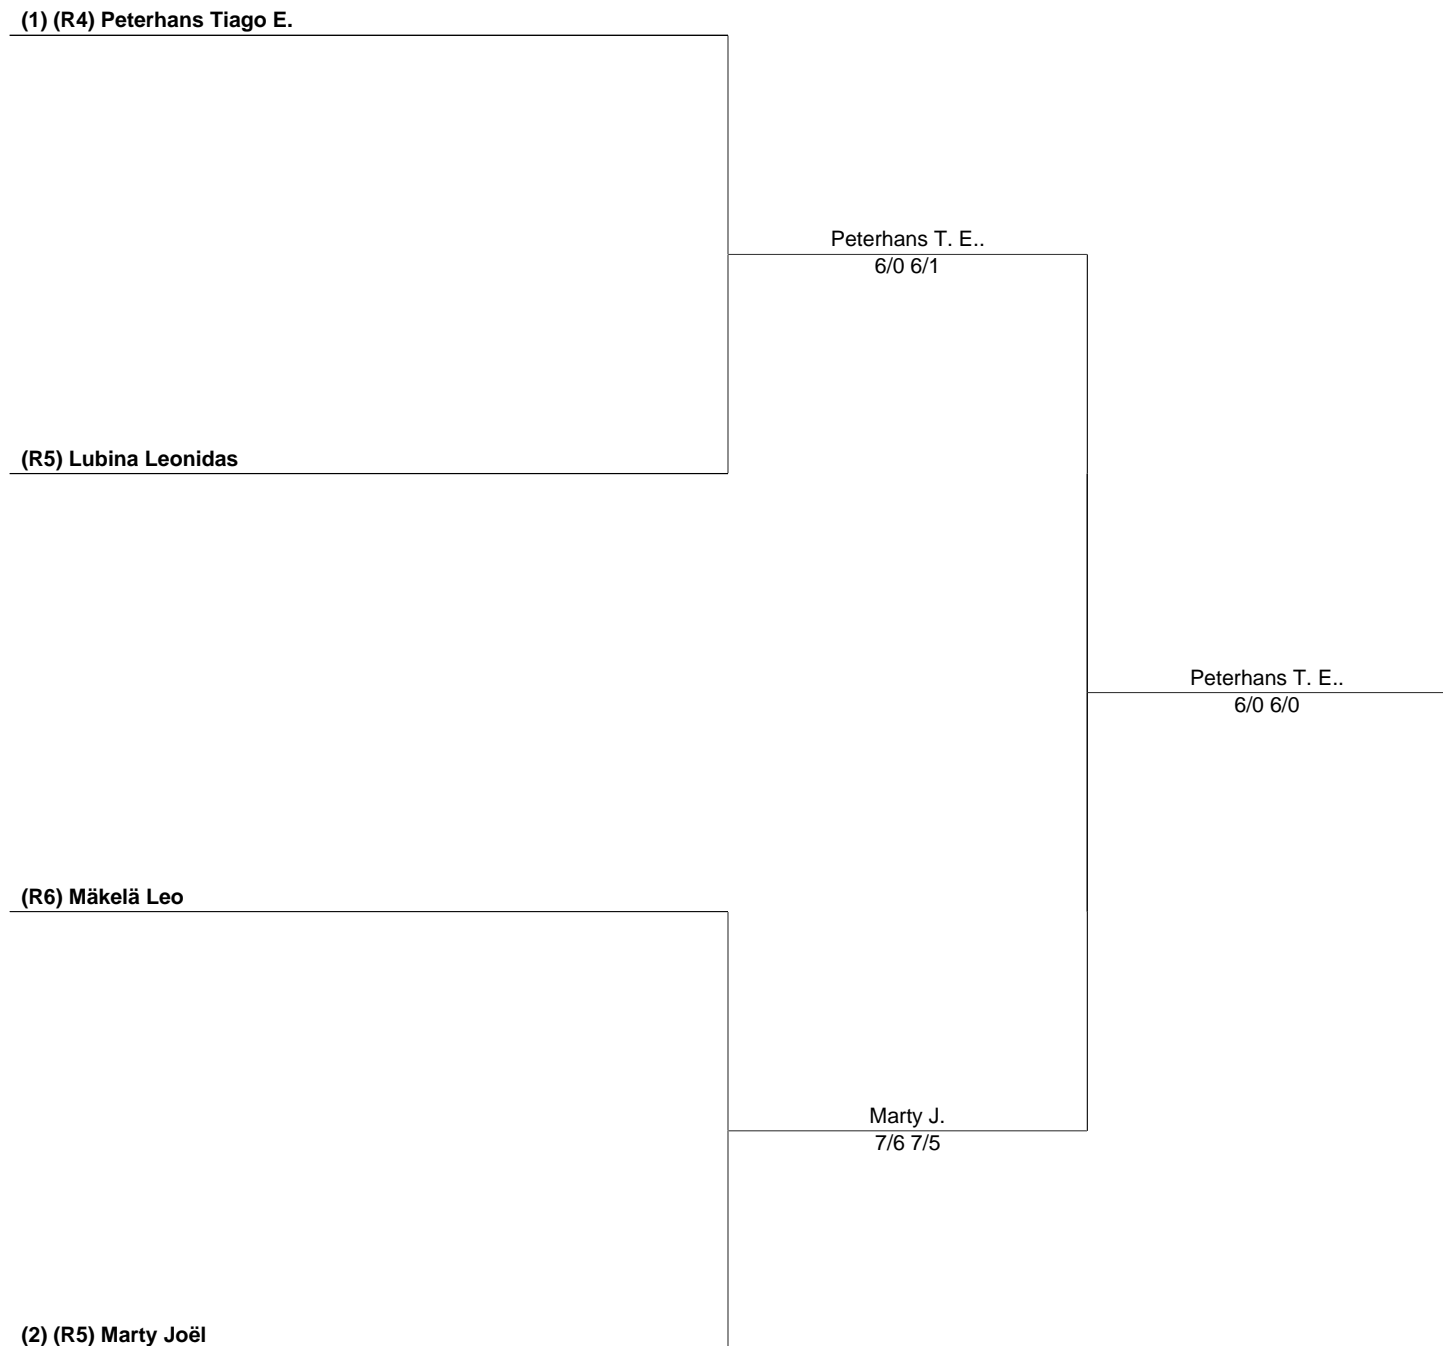 (1) (R4) Peterhans Tiago E.
Peterhans T. E..
6/0 6/1
(R5) Lubina Leonidas
Peterhans T. E..
6/0 6/0
(R6) Mäkelä Leo
Marty J.
7/6 7/5
(2) (R5) Marty Joël